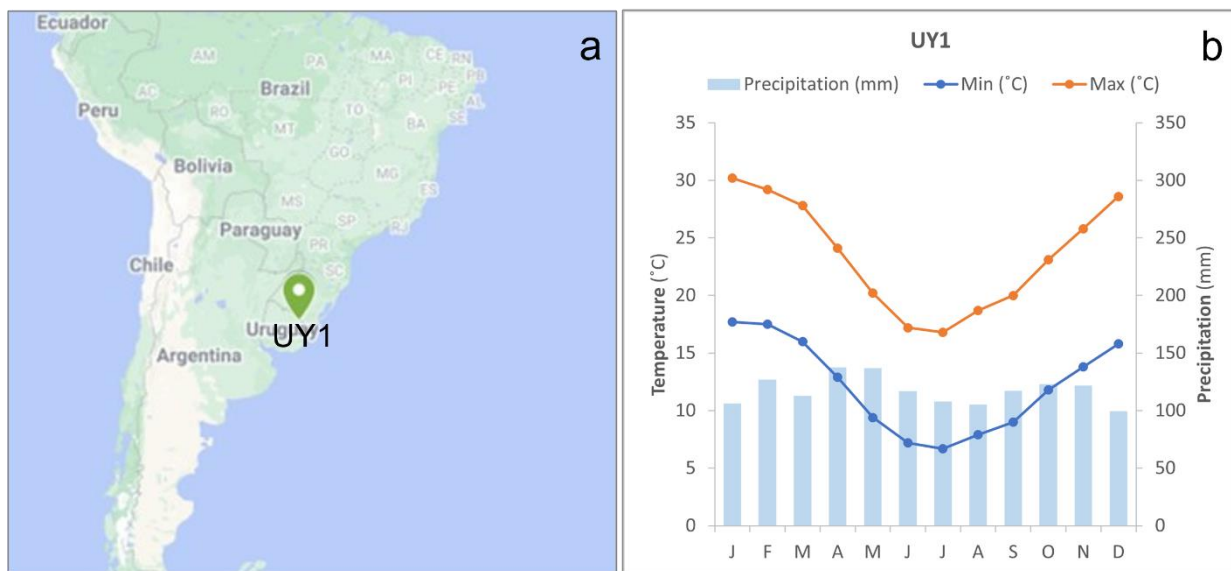 a
Ecuador
AM
PA
MA
CE
RN
PB
PI
PE
AL
SE
AC
Brazil
TO
Peru
RO
BA
MT
GO
Bolivia
MG
ES
MS
SP
RJ
Paraguay
PR
SC
Chile
Uruguay
UY1
Argentina
b
UY1
Precipitation (mm) Min (˚C) Max (˚C)
35 350
30 300
25 250
20 200
15 150
10 100
5 50
0 0
Temperature (˚C)
Precipitation (mm)
J F M A M J J A S O N D